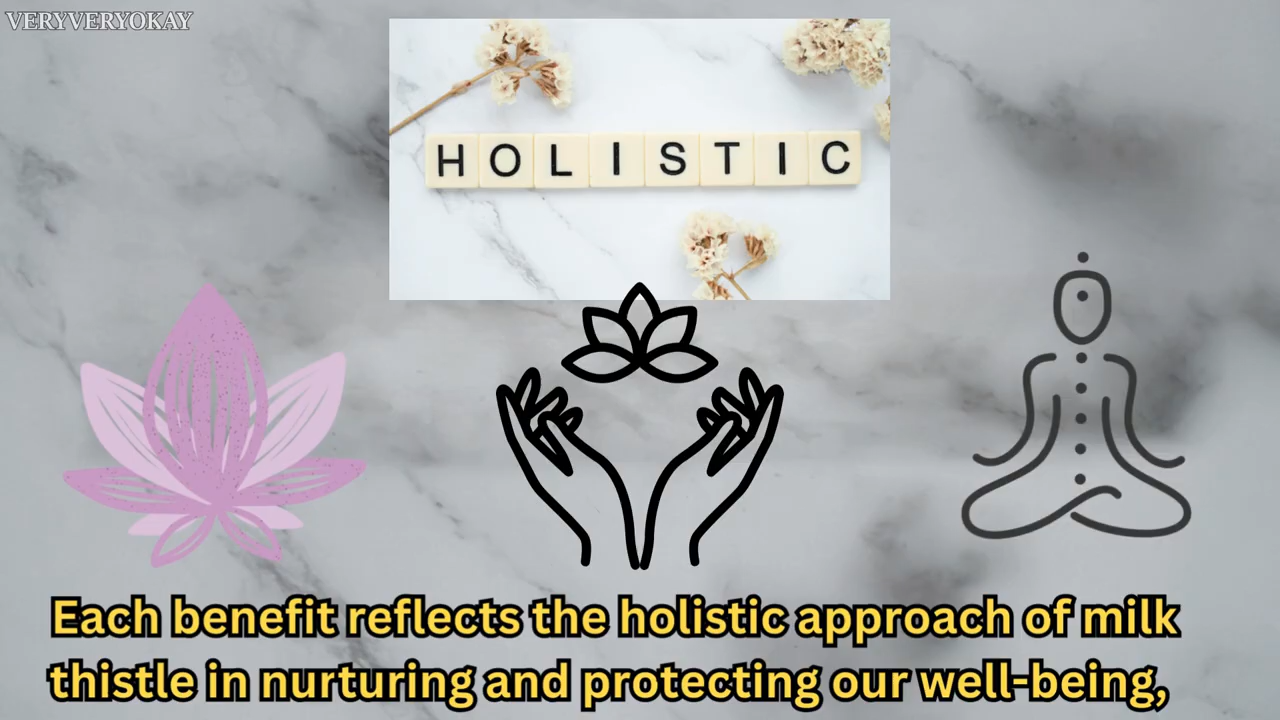 VERYVERYOKAY
HOLISTIC
Each benefit reflects the holistic approach of milk
thistle in nurturing and protecting our well-being,